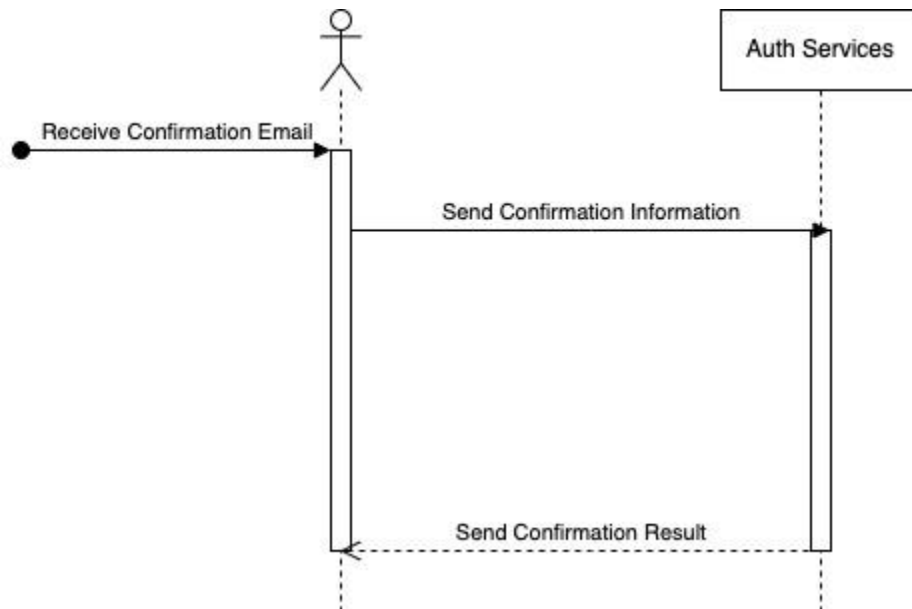 Auth Services
Receive Confirmation Email
Send Confirmation Information
Send Confirmation Result